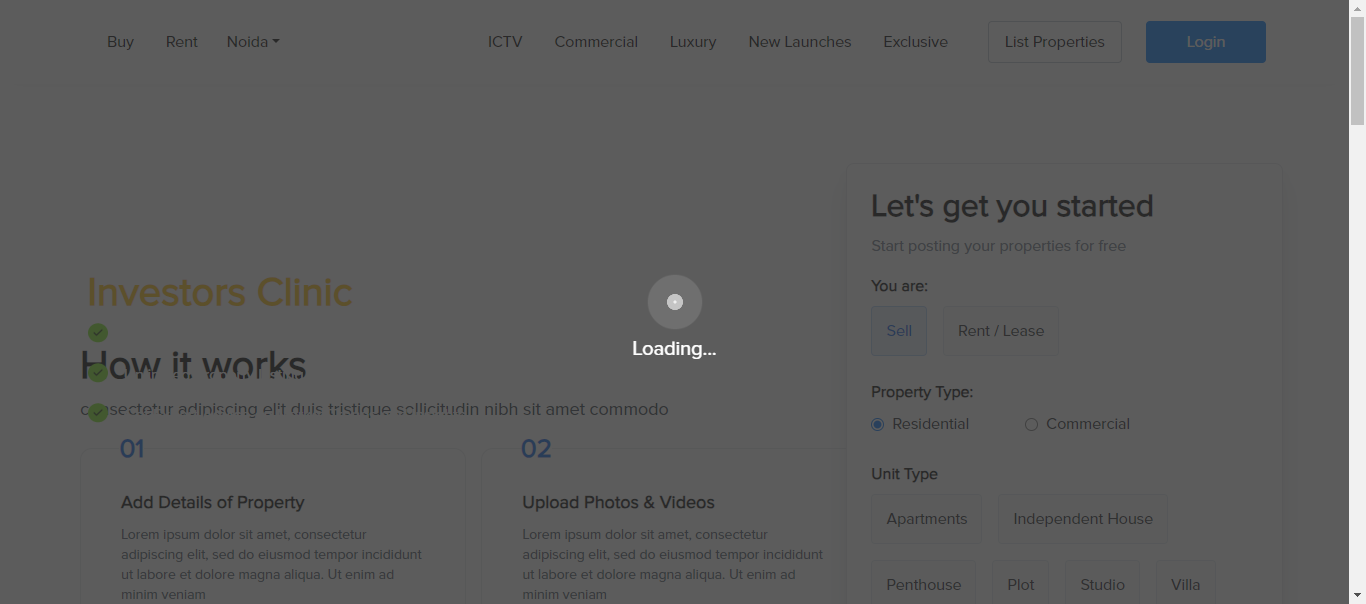 Buy Rent Noida ICTV Commercial Luxury New Launches Exclusive List Properties Login
Let's get you started
Start posting your properties for free
Investors Clinic
You are:
Sell Rent / Lease
Loading...
How it works
Property Type:
consectetur adipiscing elit duis tristique sollicitudin nibh sit amet commodo
Residential Commercial
01
02
Unit Type
Add Details of Property
Upload Photos & Videos
Apartments Independent House
Lorem ipsum dolor sit amet, consectetur
adipiscing elit, sed do eiusmod tempor incididunt
ut labore et dolore magna aliqua. Ut enim ad
minim veniam
Lorem ipsum dolor sit amet, consectetur
adipiscing elit, sed do eiusmod tempor incididunt
ut labore et dolore magna aliqua. Ut enim ad
minim veniam
Penthouse Plot Studio Villa